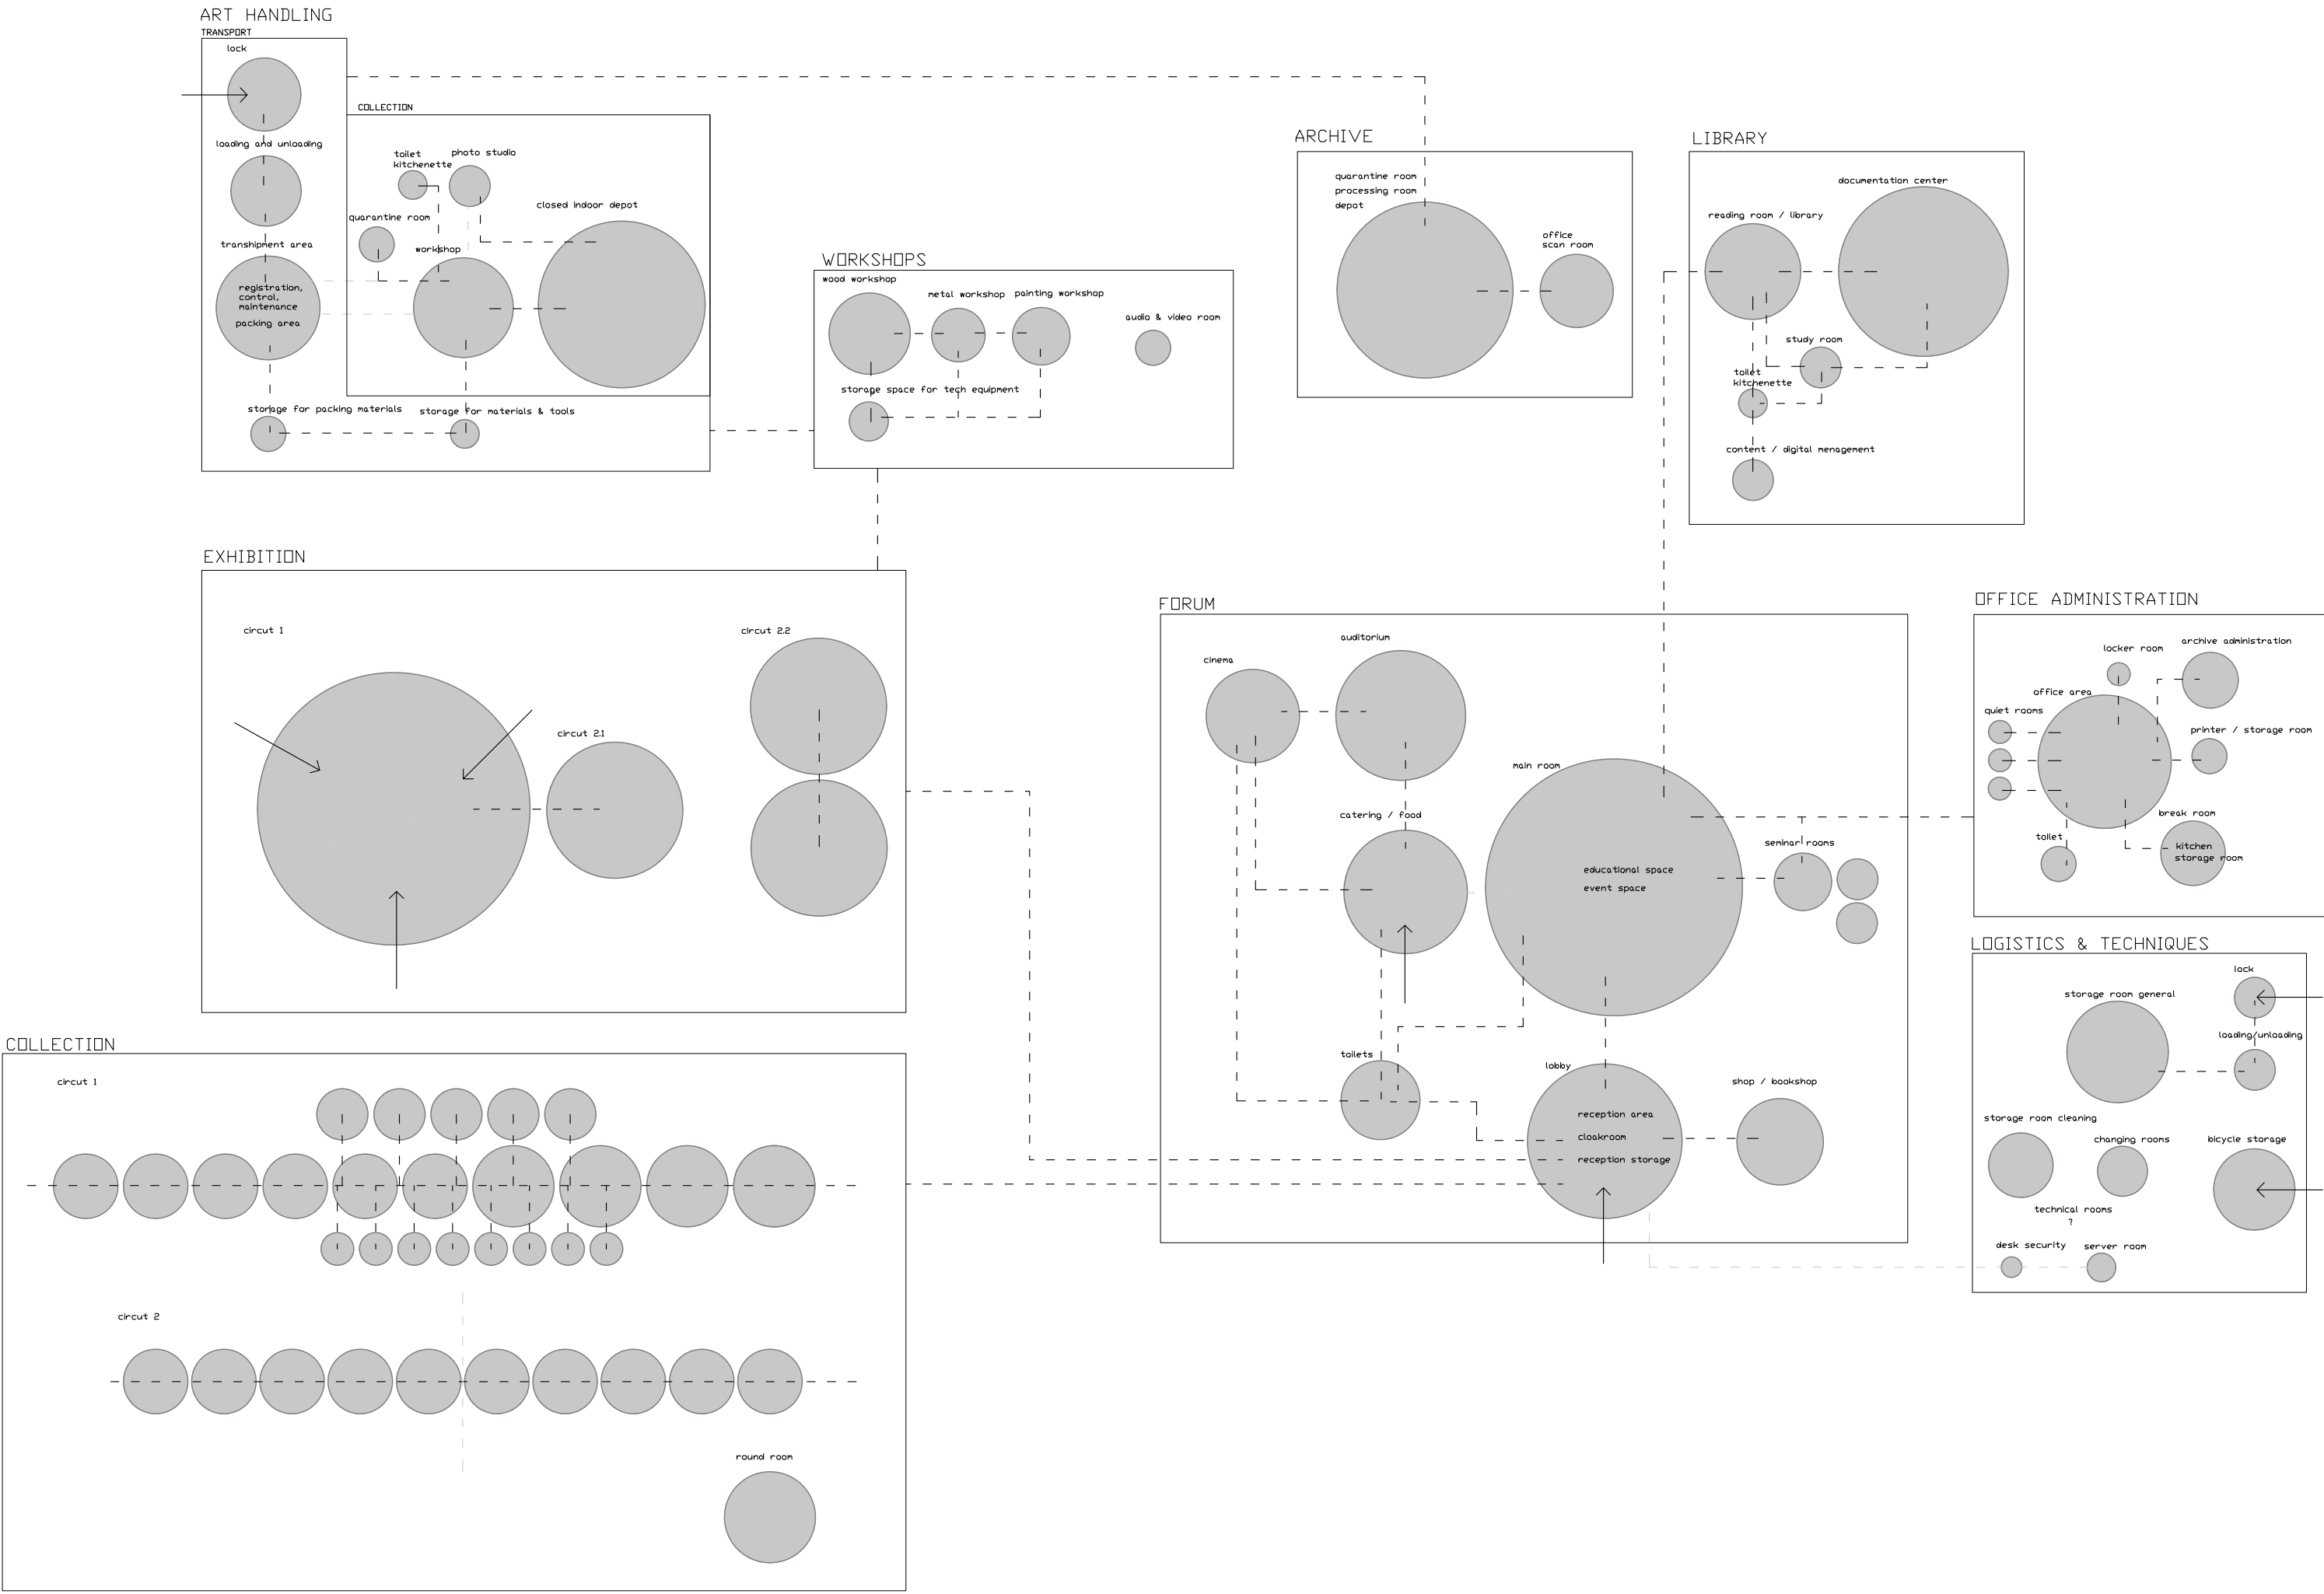 ART HANDLING
TRANSPORT
lock
loading and unloading
transhipment area
registration,
control,
maintenance
packing area
storage for packing materials
storage for materials & tools
COLLECTION
toilet
kitchenette
photo studio
quarantine room
workshop
closed indoor depot
WORKSHOPS
wood workshop
metal workshop
painting workshop
audio & video room
storage space for tech equipment
ARCHIVE
quarantine room
processing room
depot
office
scan room
LIBRARY
documentation center
reading room / library
study room
toilet
kitchenette
content / digital menagement
EXHIBITION
circut 1
circut 2.1
circut 2.2
FORUM
cinema
auditorium
main room
catering / food
educational space
event space
seminar rooms
toilets
lobby
reception area
cloakroom
reception storage
shop / bookshop
OFFICE ADMINISTRATION
archive administration
locker room
office area
quiet rooms
printer / storage room
break room
kitchen
storage room
toilet
LOGISTICS & TECHNIQUES
lock
storage room general
loading/unloading
storage room cleaning
changing rooms
bicycle storage
technical rooms
?
desk security
server room
COLLECTION
circut 1
circut 2
round room